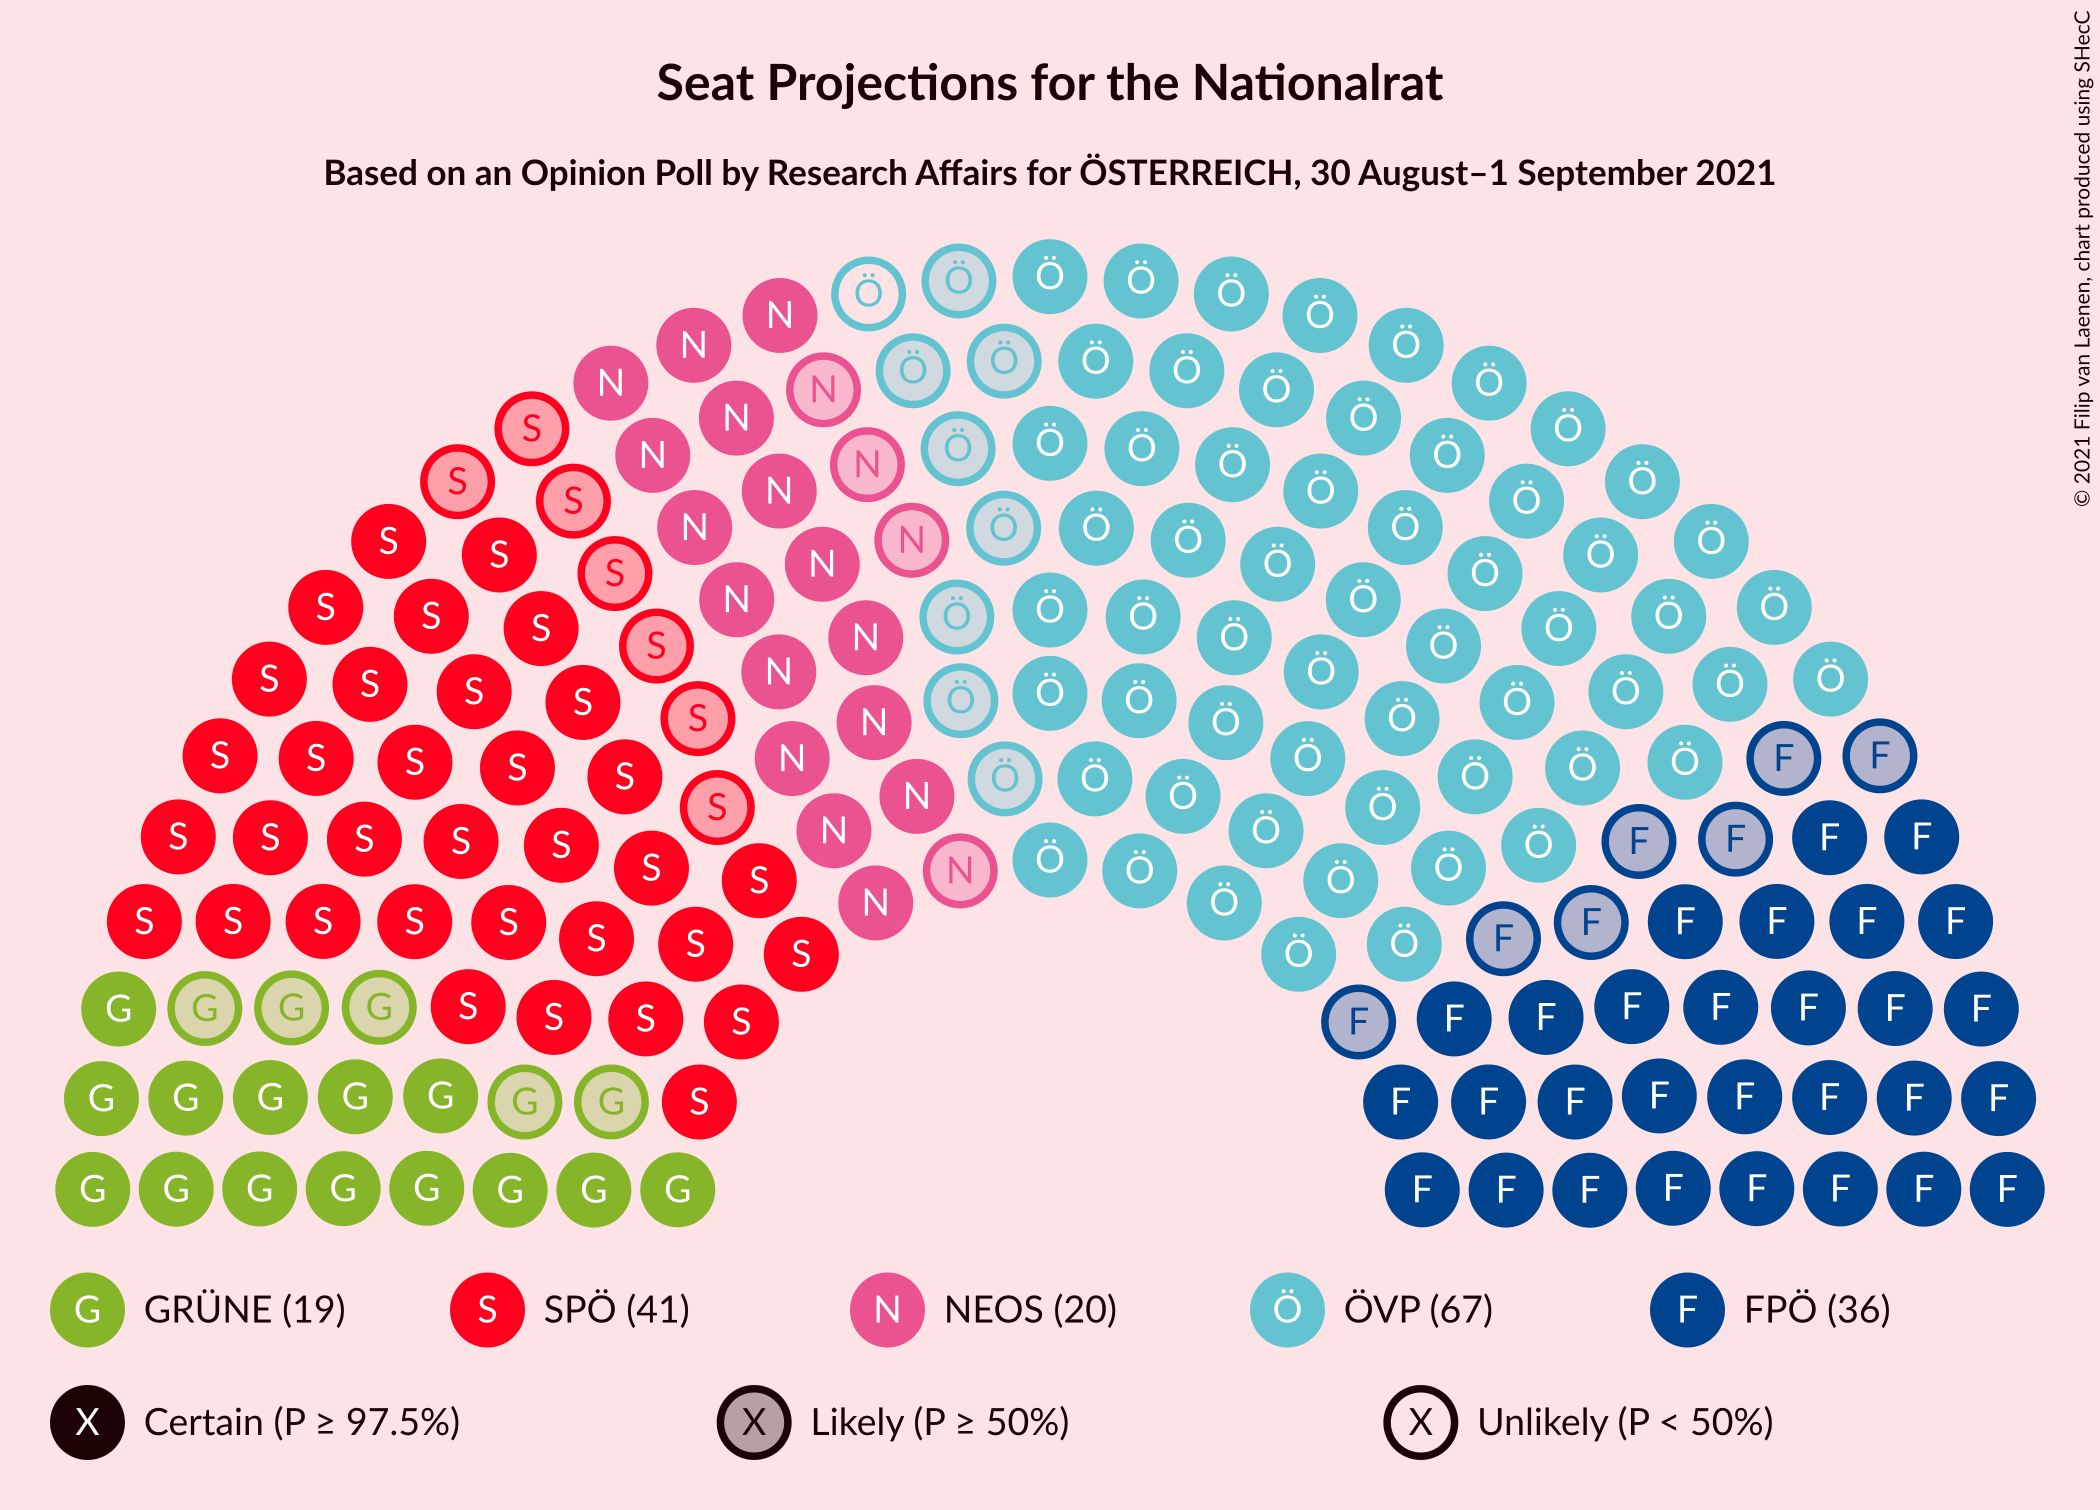 Seat Projections for the Nationalrat
Based on an Opinion Poll by Research Affairs for ÖSTERREICH, 30 August–1 September 2021
© 2021 Filip van Laenen, chart produced using SHecC
Ö Ö Ö Ö Ö Ö Ö Ö Ö Ö Ö Ö Ö
N N N N N N N N N N N N N N N N N N N N
S S S S S S S S
G G G G G G G G
F F F F F F F F
G GRÜNE (19) S SPÖ (41) N NEOS (20) Ö ÖVP (67) F FPÖ (36)
X Certain (P ≥ 97.5%) X Likely (P ≥ 50%) X Unlikely (P < 50%)